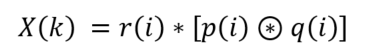 X(k) = r(i) * [p(i) ⊛ q(i)]